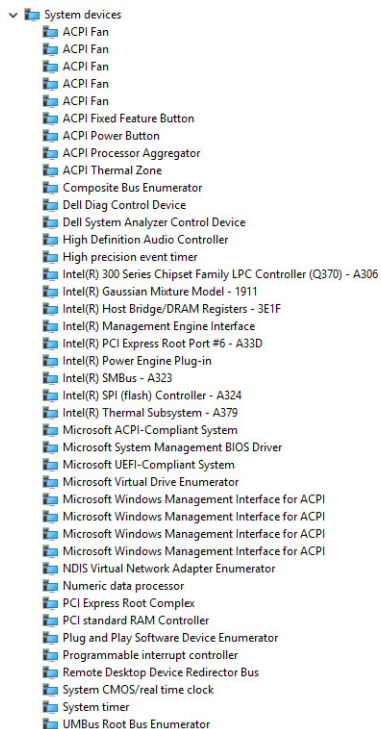 System devices
ACPI Fan
ACPI Fan
ACPI Fan
ACPI Fan
ACPI Fan
ACPI Fixed Feature Button
ACPI Power Button
ACPI Processor Aggregator
ACPI Thermal Zone
Composite Bus Enumerator
Dell Diag Control Device
Dell System Analyzer Control Device
High Definition Audio Controller
High precision event timer
Intel(R) 300 Series Chipset Family LPC Controller (Q370) - A306
Intel(R) Gaussian Mixture Model - 1911
Intel(R) Host Bridge/DRAM Registers - 3E1F
Intel(R) Management Engine Interface
Intel(R) PCI Express Root Port #6 - A33D
Intel(R) Power Engine Plug-in
Intel(R) SMBus - A323
Intel(R) SPI (flash) Controller - A324
Intel(R) Thermal Subsystem - A379
Microsoft ACPI-Compliant System
Microsoft System Management BIOS Driver
Microsoft UEFI-Compliant System
Microsoft Virtual Drive Enumerator
Microsoft Windows Management Interface for ACPI
Microsoft Windows Management Interface for ACPI
Microsoft Windows Management Interface for ACPI
Microsoft Windows Management Interface for ACPI
NDIS Virtual Network Adapter Enumerator
Numeric data processor
PCI Express Root Complex
PCI standard RAM Controller
Plug and Play Software Device Enumerator
Programmable interrupt controller
Remote Desktop Device Redirector Bus
System CMOS/real time clock
System timer
UMBus Root Bus Enumerator